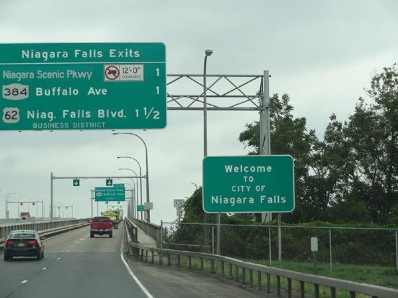 Niagara Falls Exits
Niagara Scenic Pkwy 12'-0" 1
384 Buffalo Ave 1
62 Niag. Falls Blvd. 1 1/2
BUSINESS DISTRICT
Welcome
TO
CITY OF
Niagara Falls